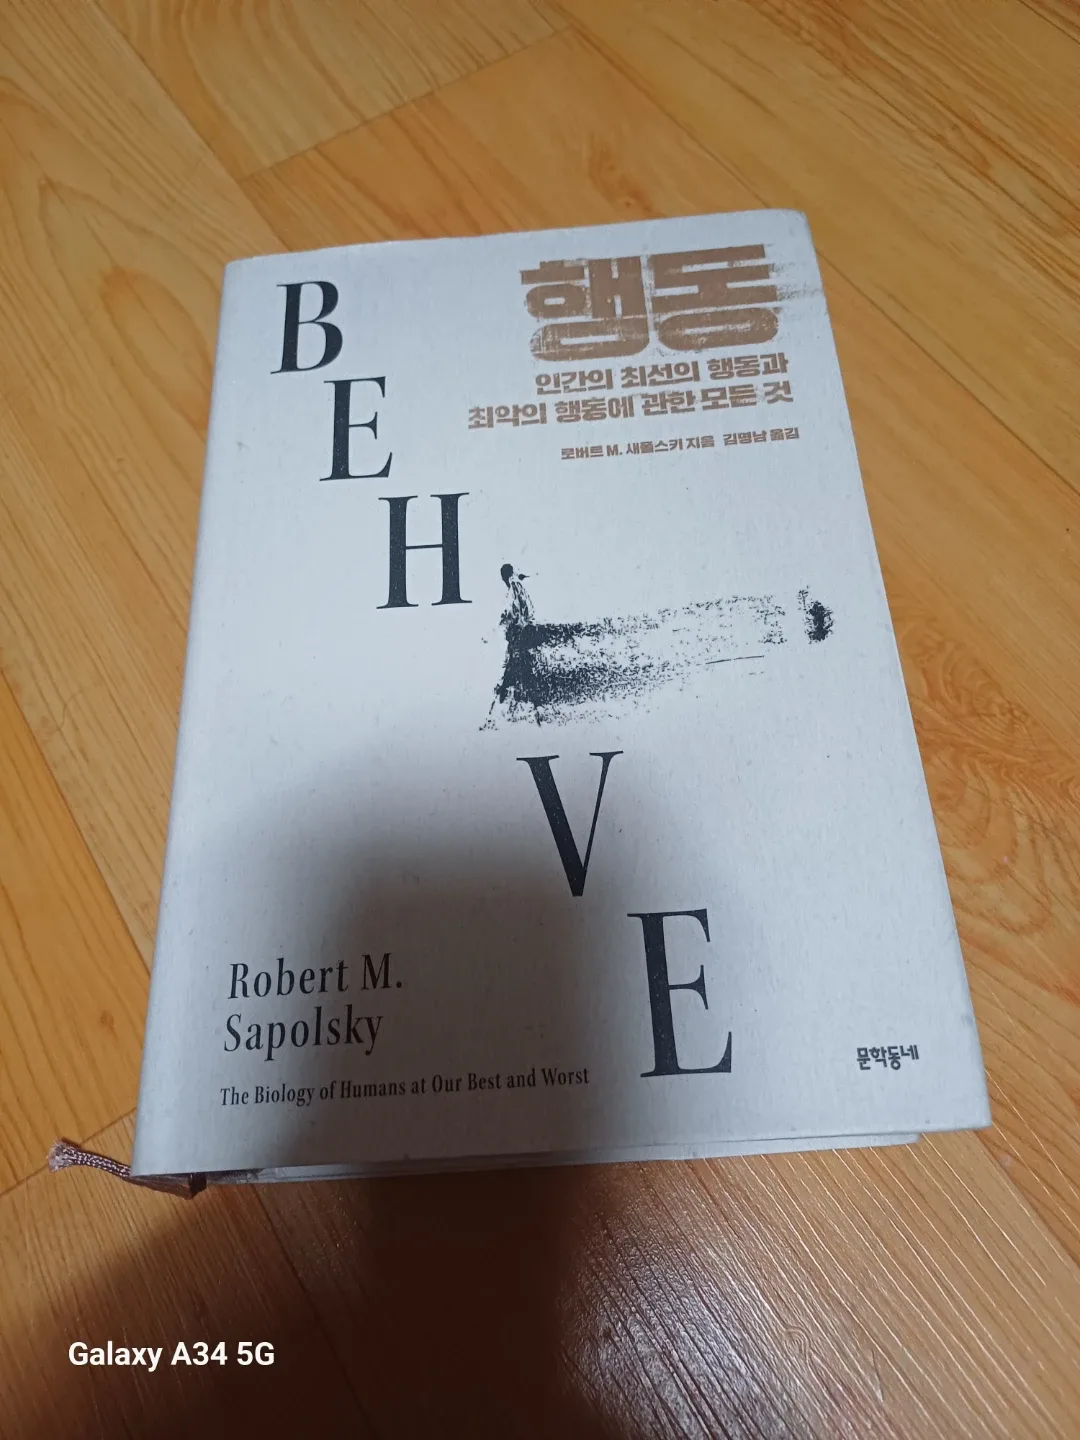 B
E
H
V
E
행동
인간의 최선의 행동과
최악의 행동에 관한 모든 것
로버트 M. 새폴스키 지음 김명남 옮김
Robert M.
Sapolsky
The Biology of Humans at Our Best and Worst
문학동네
Galaxy A34 5G